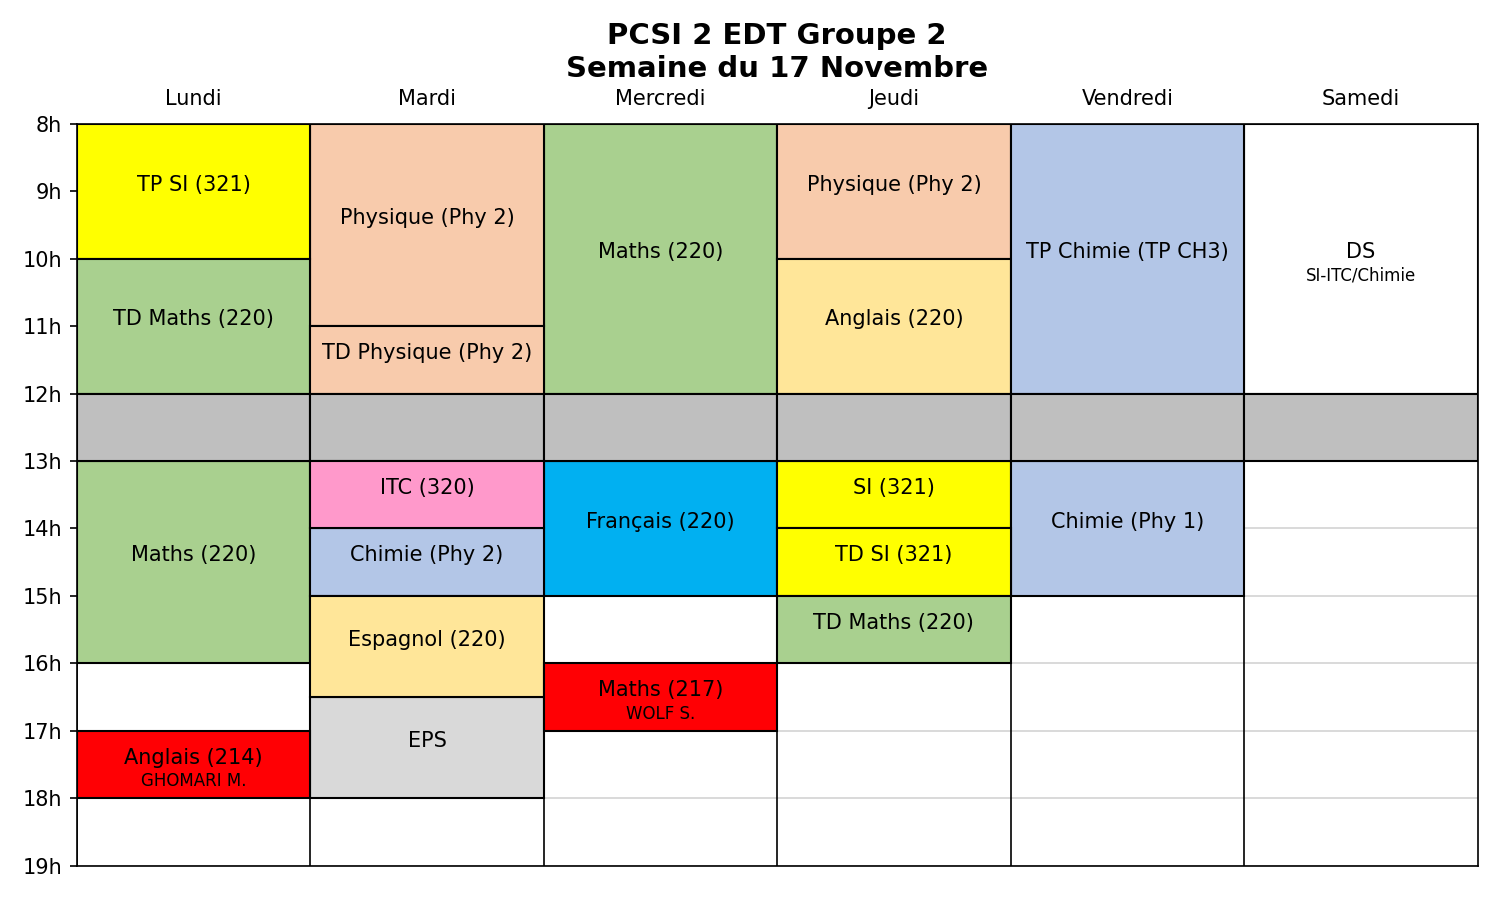 PCSI 2 EDT Groupe 2
Semaine du 17 Novembre
Lundi
Mardi
Mercredi
Jeudi
Vendredi
Samedi
8h
9h
10h
11h
12h
13h
14h
15h
16h
17h
18h
19h
TP SI (321)
TD Maths (220)
Maths (220)
Anglais (214)
GHOMARI M.
Physique (Phy 2)
TD Physique (Phy 2)
ITC (320)
Chimie (Phy 2)
Espagnol (220)
EPS
Maths (220)
Français (220)
Maths (217)
WOLF S.
Physique (Phy 2)
Anglais (220)
SI (321)
TD SI (321)
TD Maths (220)
TP Chimie (TP CH3)
Chimie (Phy 1)
DS
SI-ITC/Chimie